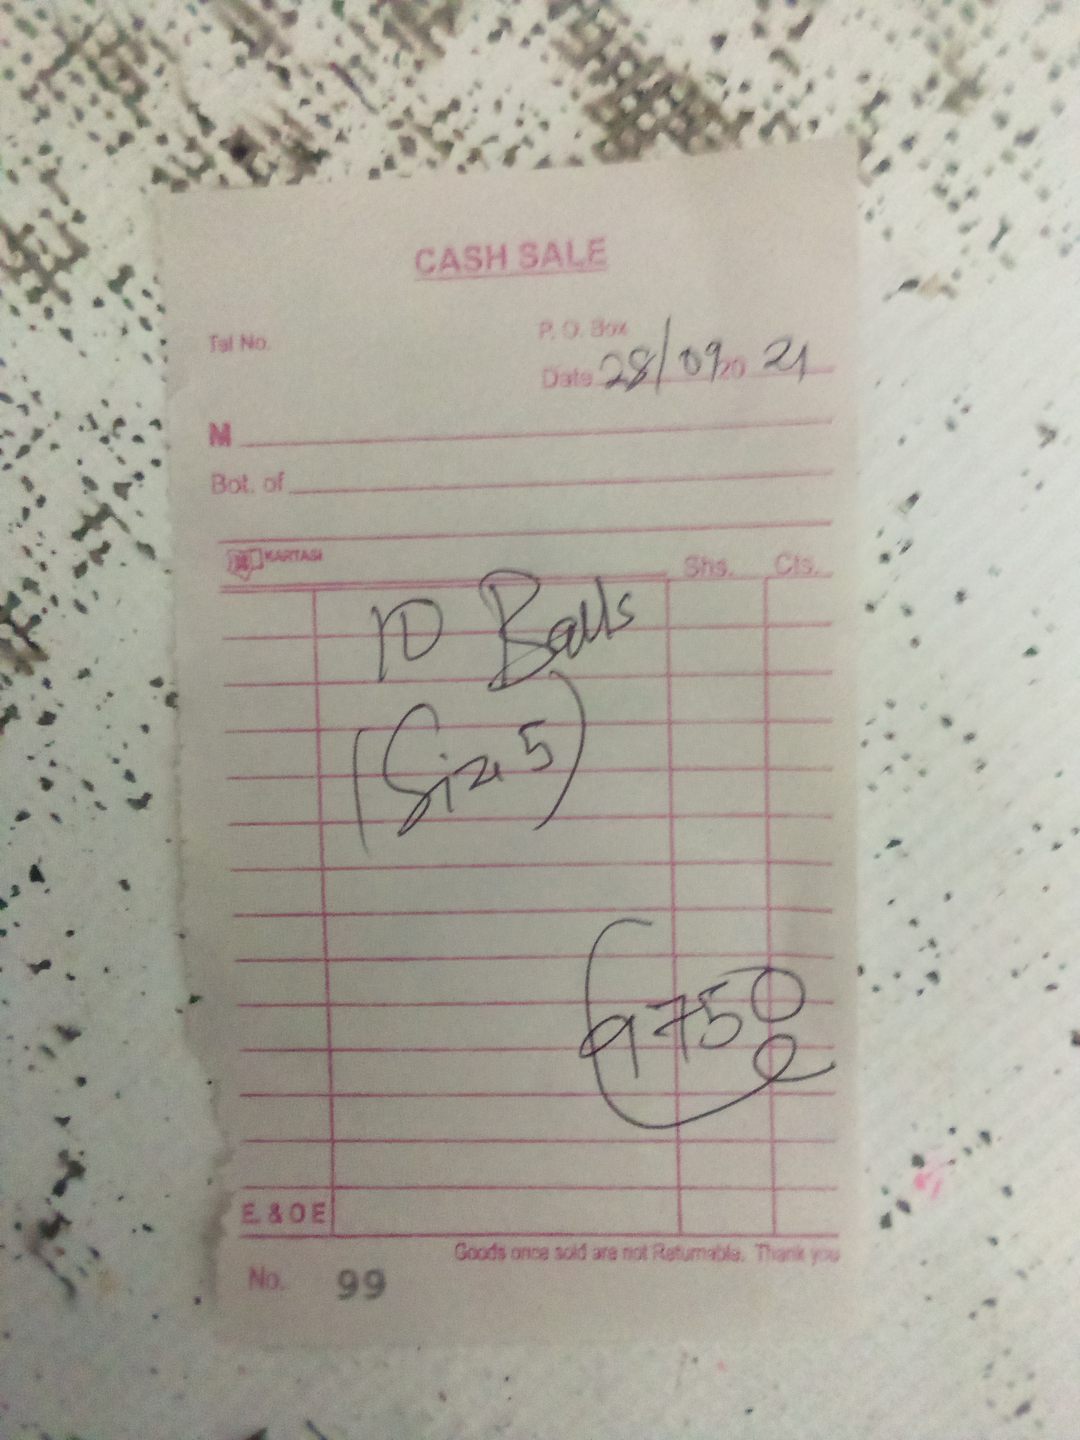 CASH SALE
Tel No.
P. O. Box
Date 28/09 20 21
M
Bot. of
KARTASI
Shs. Cts.
10 Balls
(Size 5)
9750
E. & O E
Goods once sold are not Returnable. Thank you
No. 99